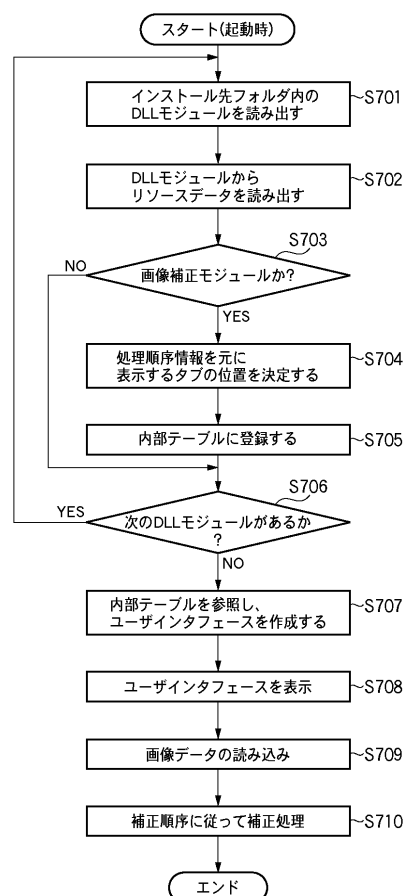 スタート(起動時)
インストール先フォルダ内の
DLLモジュールを読み出す
S701
DLLモジュールから
リソースデータを読み出す
S702
S703
NO
画像補正モジュールか?
YES
処理順序情報を元に
表示するタブの位置を決定する
S704
内部テーブルに登録する
S705
S706
YES
次のDLLモジュールがあるか
?
NO
内部テーブルを参照し、
ユーザインタフェースを作成する
S707
ユーザインタフェースを表示
S708
画像データの読み込み
S709
補正順序に従って補正処理
S710
エンド